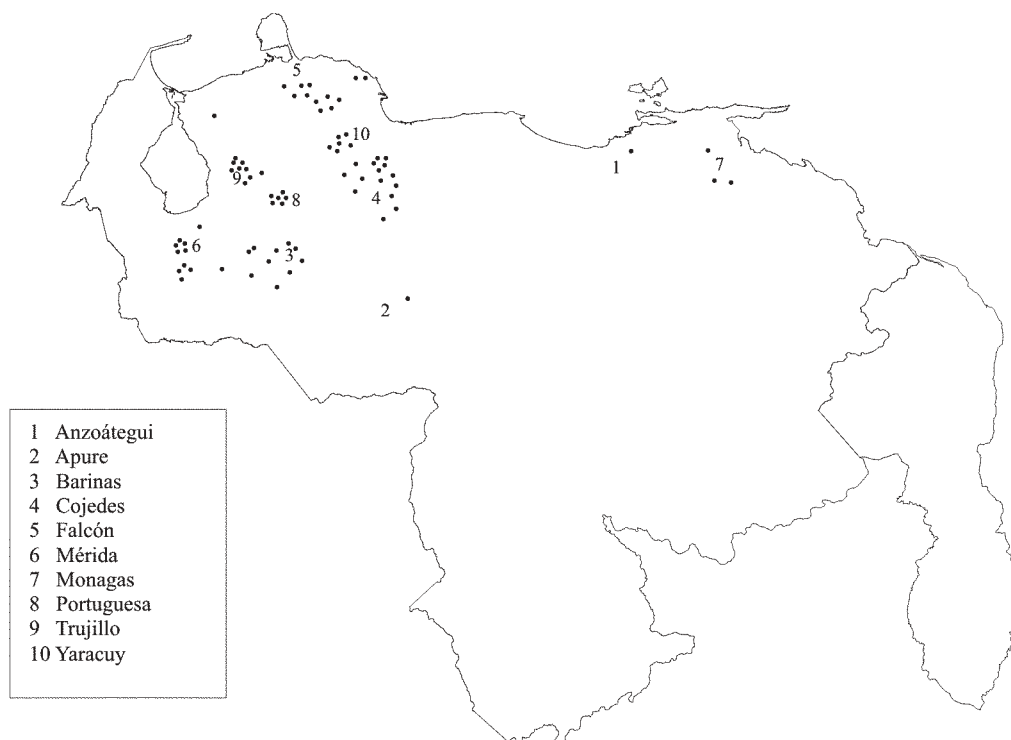 5
10
1
7
9
4
8
6
3
2
1 Anzoátegui
2 Apure
3 Barinas
4 Cojedes
5 Falcón
6 Mérida
7 Monagas
8 Portuguesa
9 Trujillo
10 Yaracuy